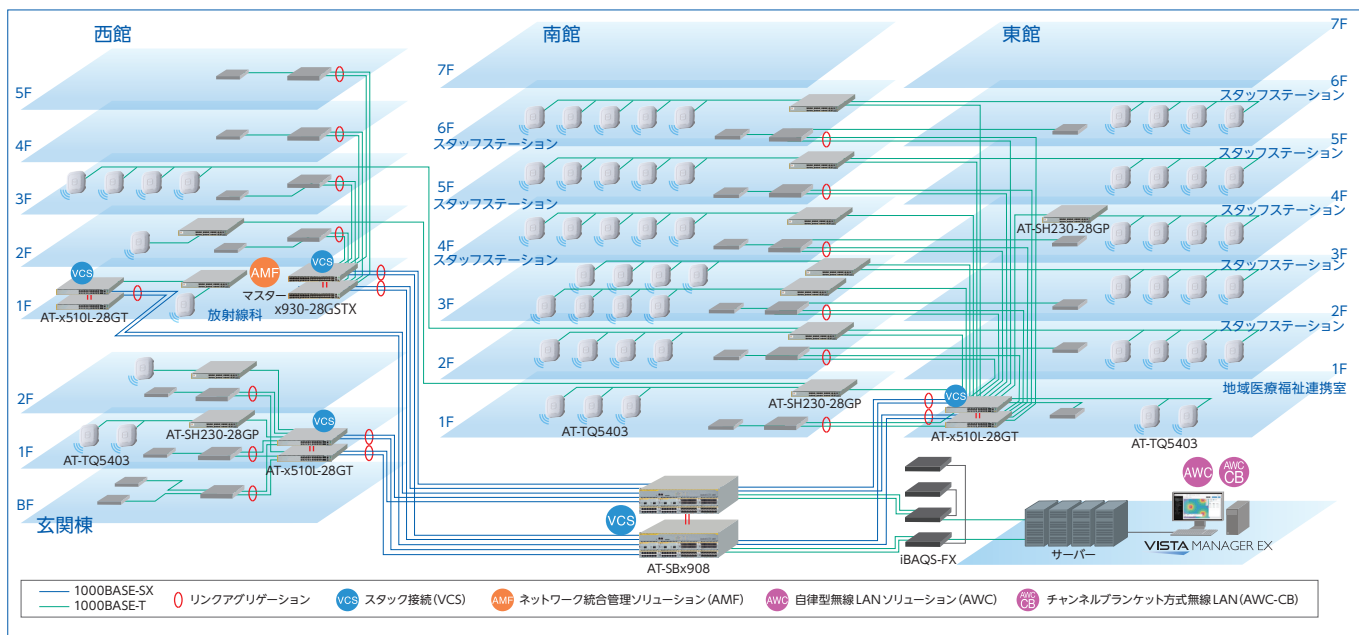 西館
5F
4F
3F
2F
1F
VCS
AT-x510L-28GT
AMF
マスター
放射線科
VCS
x930-28GSTX
2F
1F
BF
玄関棟
AT-SH230-28GP
AT-TQ5403
VCS
AT-x510L-28GT
南館
7F
6F
スタッフステーション
5F
スタッフステーション
4F
スタッフステーション
3F
2F
1F
AT-TQ5403
AT-SH230-28GP
東館
7F
6F
スタッフステーション
5F
スタッフステーション
4F
スタッフステーション
AT-SH230-28GP
3F
スタッフステーション
2F
スタッフステーション
1F
地域医療福祉連携室
VCS
AT-x510L-28GT
AT-TQ5403
VCS
AT-SBx908
iBAQS-FX
サーバー
AWC
AWC CB
VISTA MANAGER EX
1000BASE-SX
1000BASE-T
リンクアグリゲーション
VCS スタック接続(VCS)
AMF ネットワーク統合管理ソリューション(AMF)
AWC 自律型無線LANソリューション(AWC)
AWC CB チャンネルブランケット方式無線LAN(AWC-CB)